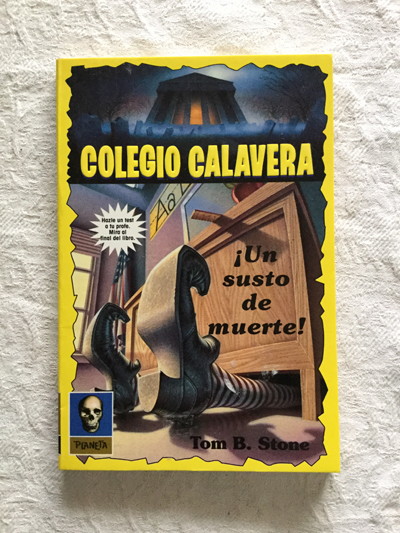 COLEGIO CALAVERA
Aa
Hazle un test
a tu profe.
Mira al
final del libro.
¡Un
susto
de
muerte!
PLANETA
Tom B. Stone